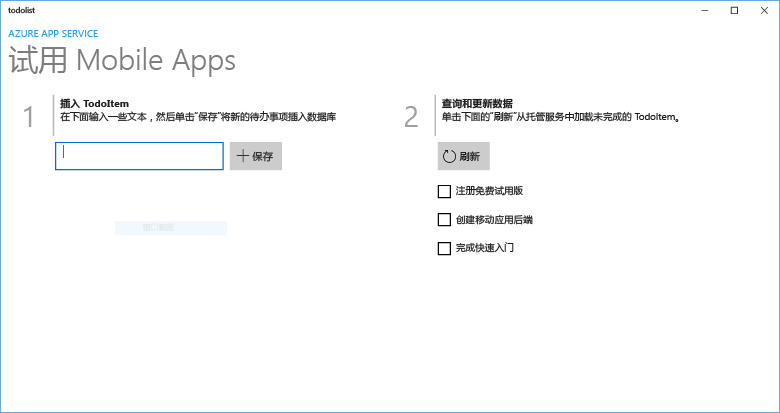 todolist
AZURE APP SERVICE
试用 Mobile Apps
1
插入 TodoItem
在下面输入一些文本，然后单击“保存”将新的待办事项插入数据库
保存
2
查询和更新数据
单击下面的“刷新”从托管服务中加载未完成的 TodoItem。
刷新
注册免费试用版
创建移动应用后端
完成快速入门